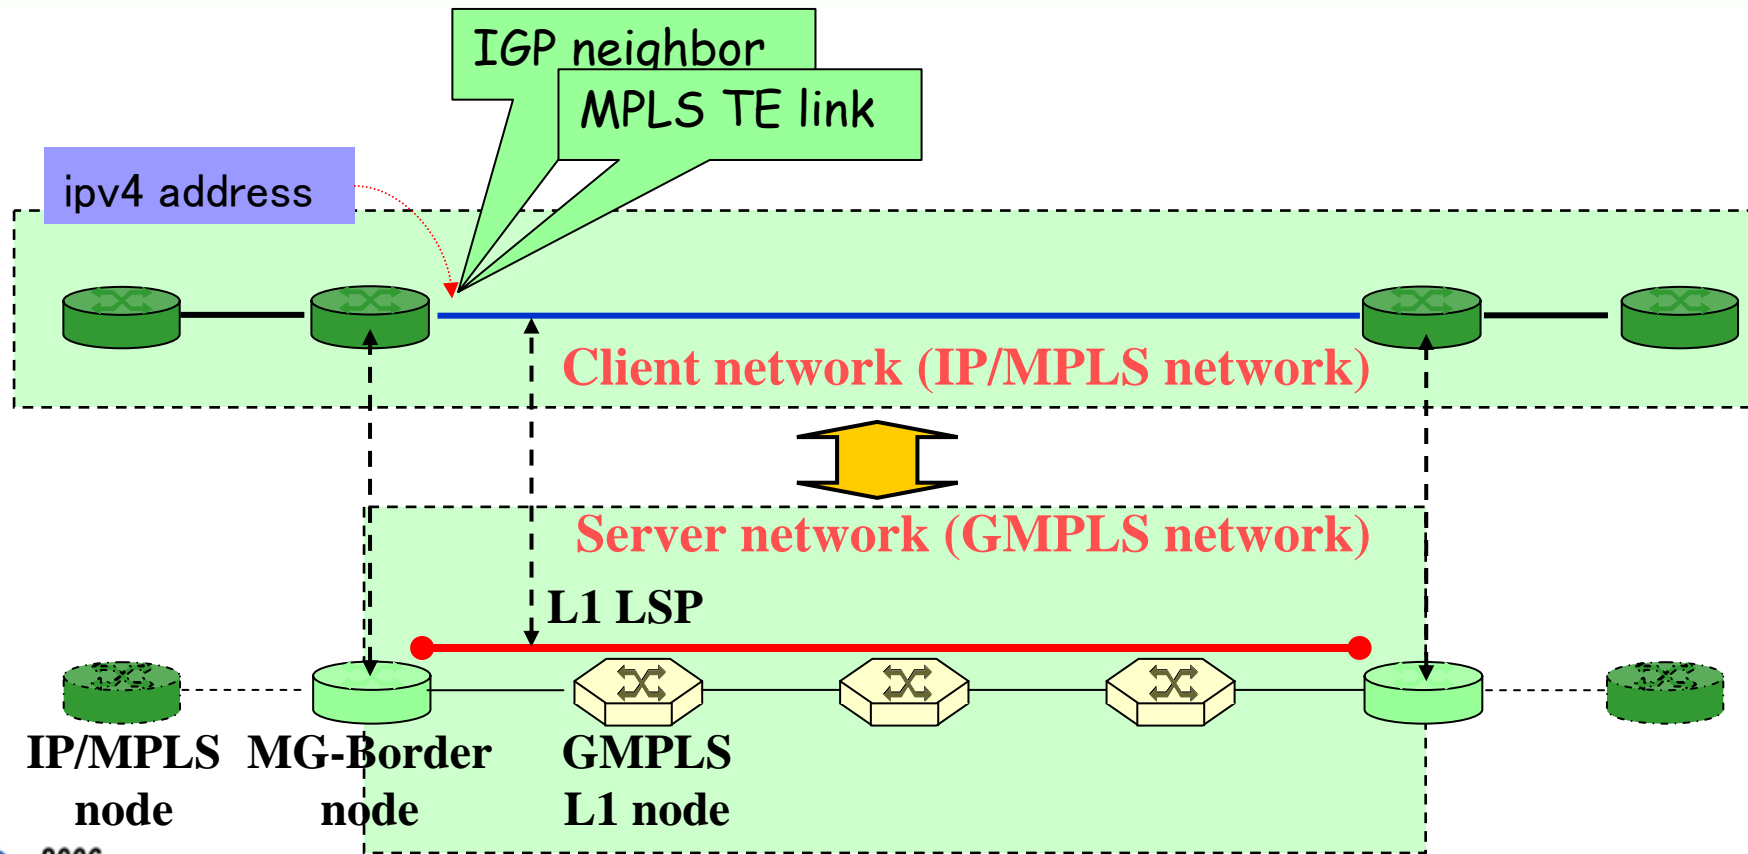 IGP neighbor
MPLS TE link
ipv4 address
Client network (IP/MPLS network)
Server network (GMPLS network)
L1 LSP
IP/MPLS
node
MG-Border
node
GMPLS
L1 node